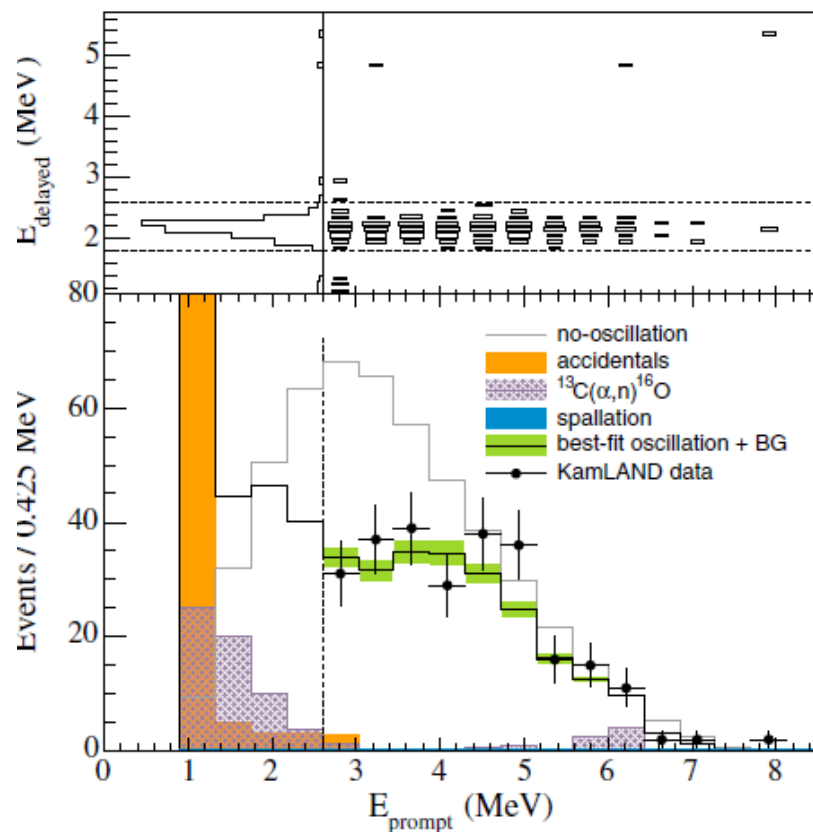 E_delayed (MeV)
5
4
3
2
80
60
40
20
0
Events / 0.425 MeV
no-oscillation
accidentals
¹³C(α,n)¹⁶O
spallation
best-fit oscillation + BG
KamLAND data
0 1 2 3 4 5 6 7 8
E_prompt (MeV)